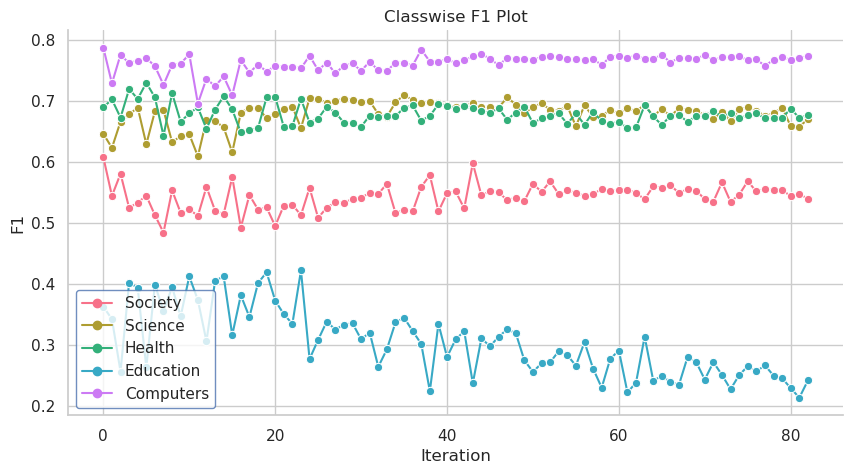 Classwise F1 Plot
F1
0.8
0.7
0.6
0.5
0.4
0.3
0.2
Society
Science
Health
Education
Computers
0
20
40
60
80
Iteration